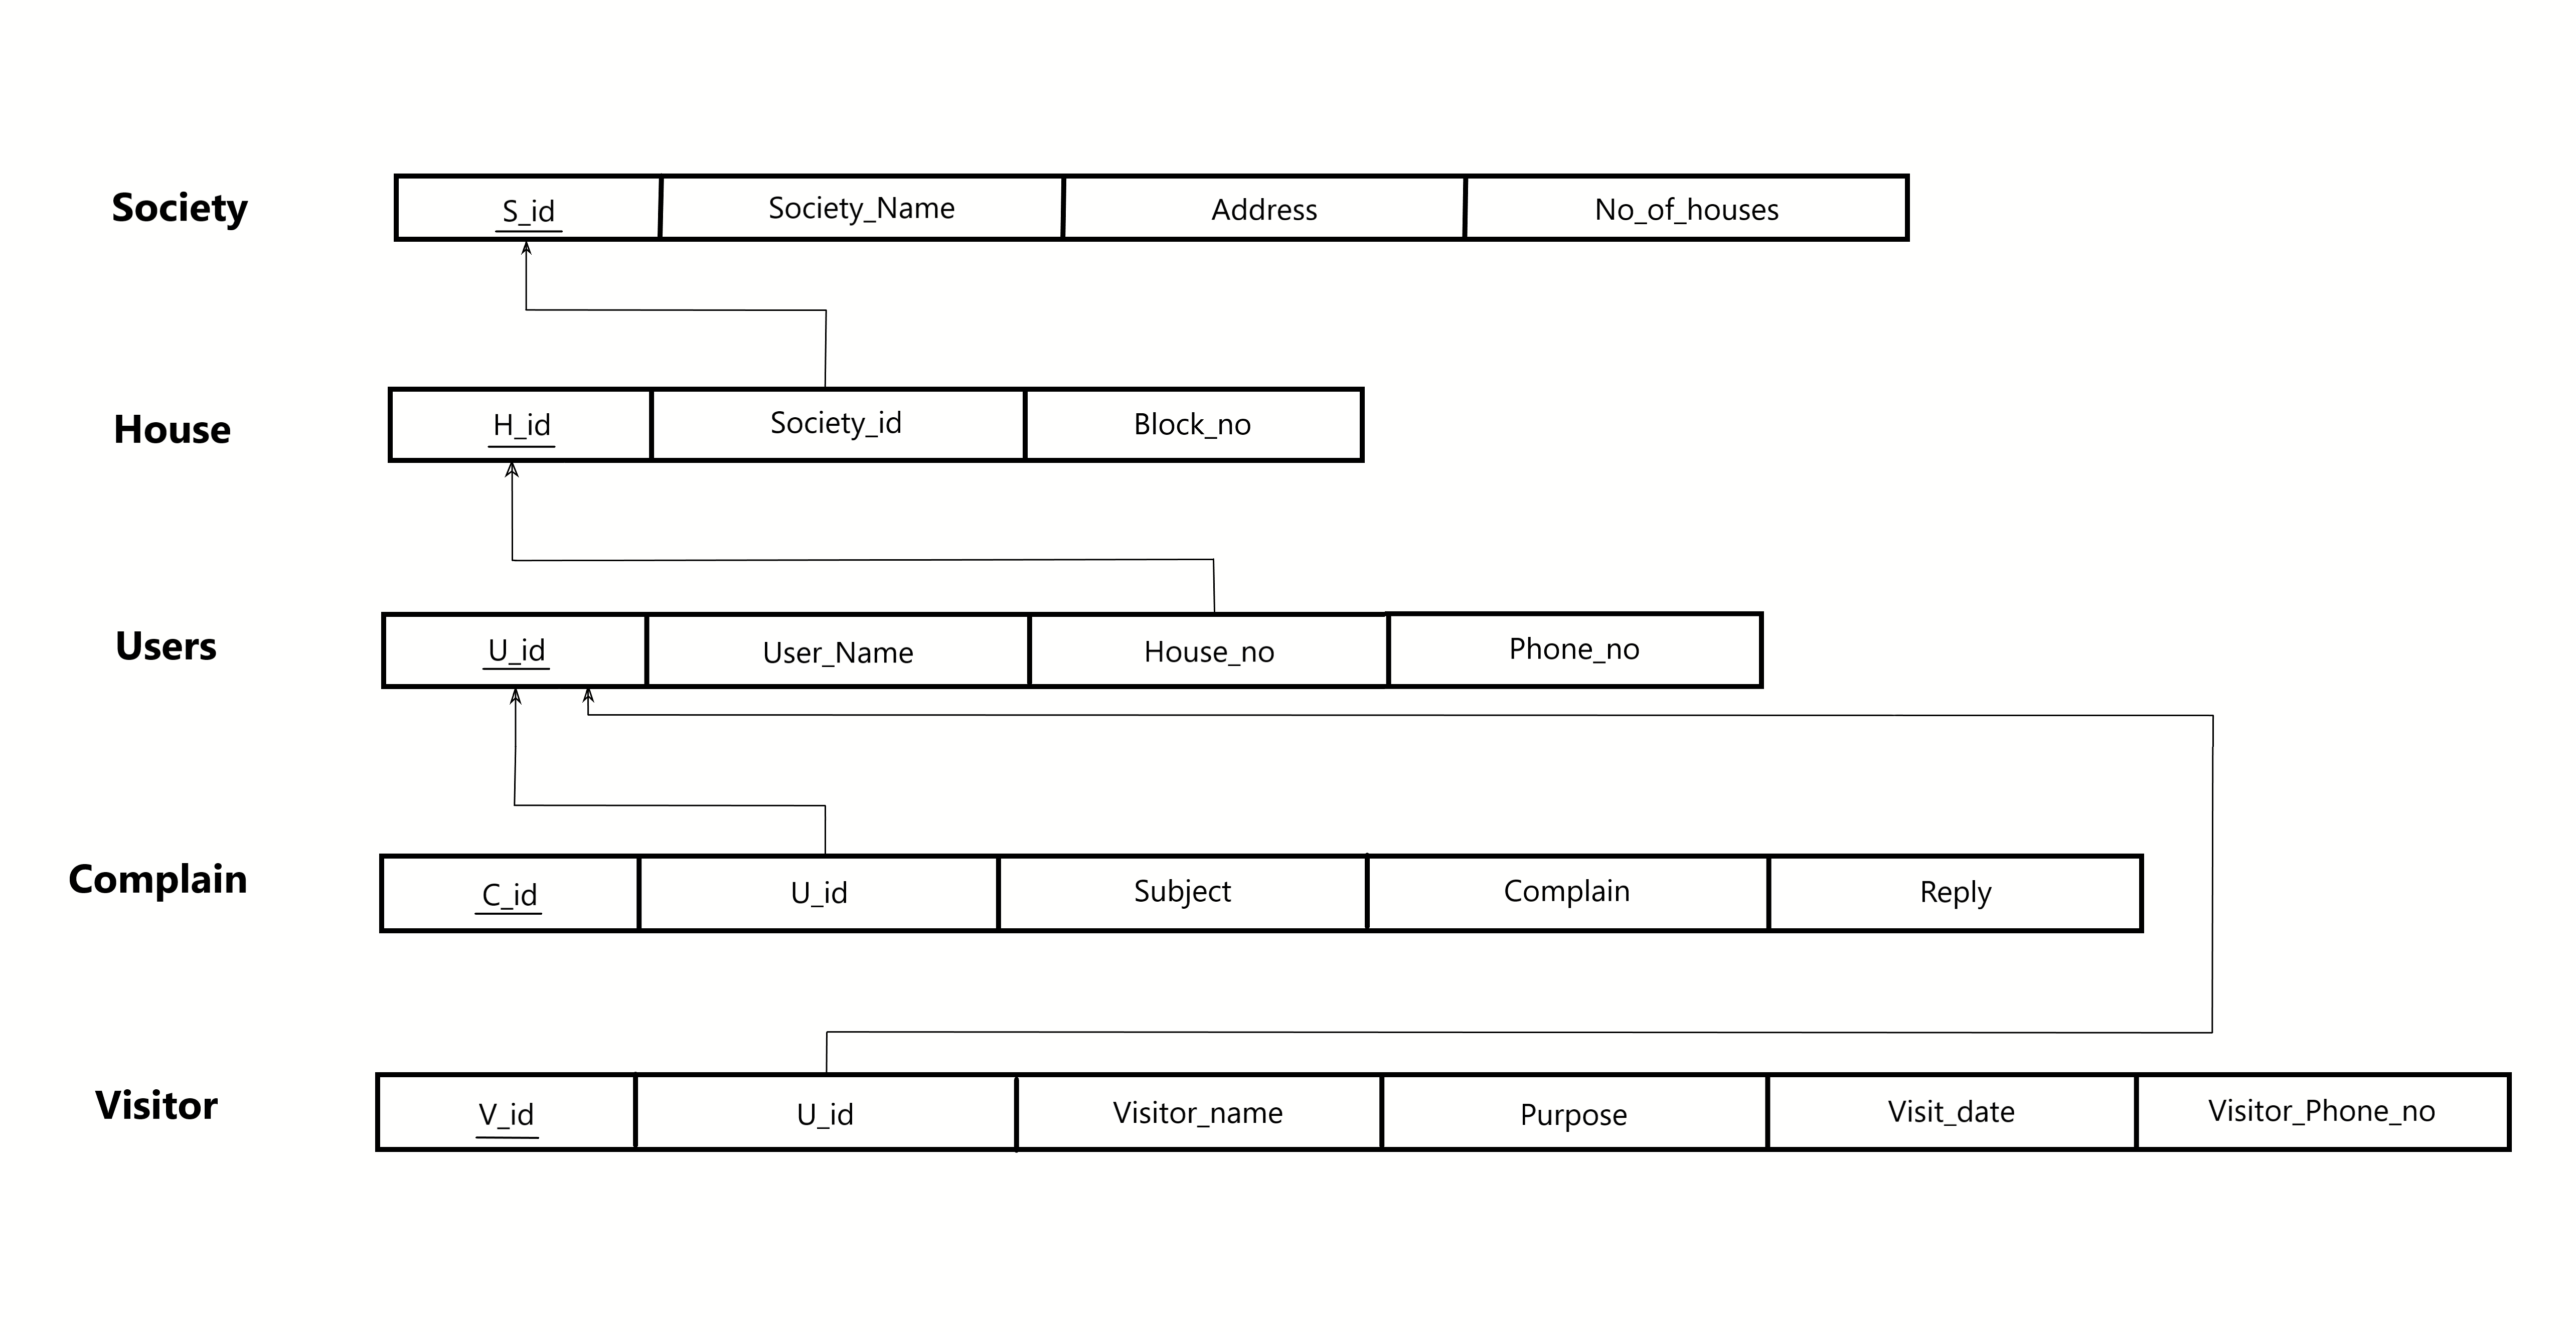 Society S_id Society_Name Address No_of_houses
House H_id Society_id Block_no
Users U_id User_Name House_no Phone_no
Complain C_id U_id Subject Complain Reply
Visitor V_id U_id Visitor_name Purpose Visit_date Visitor_Phone_no